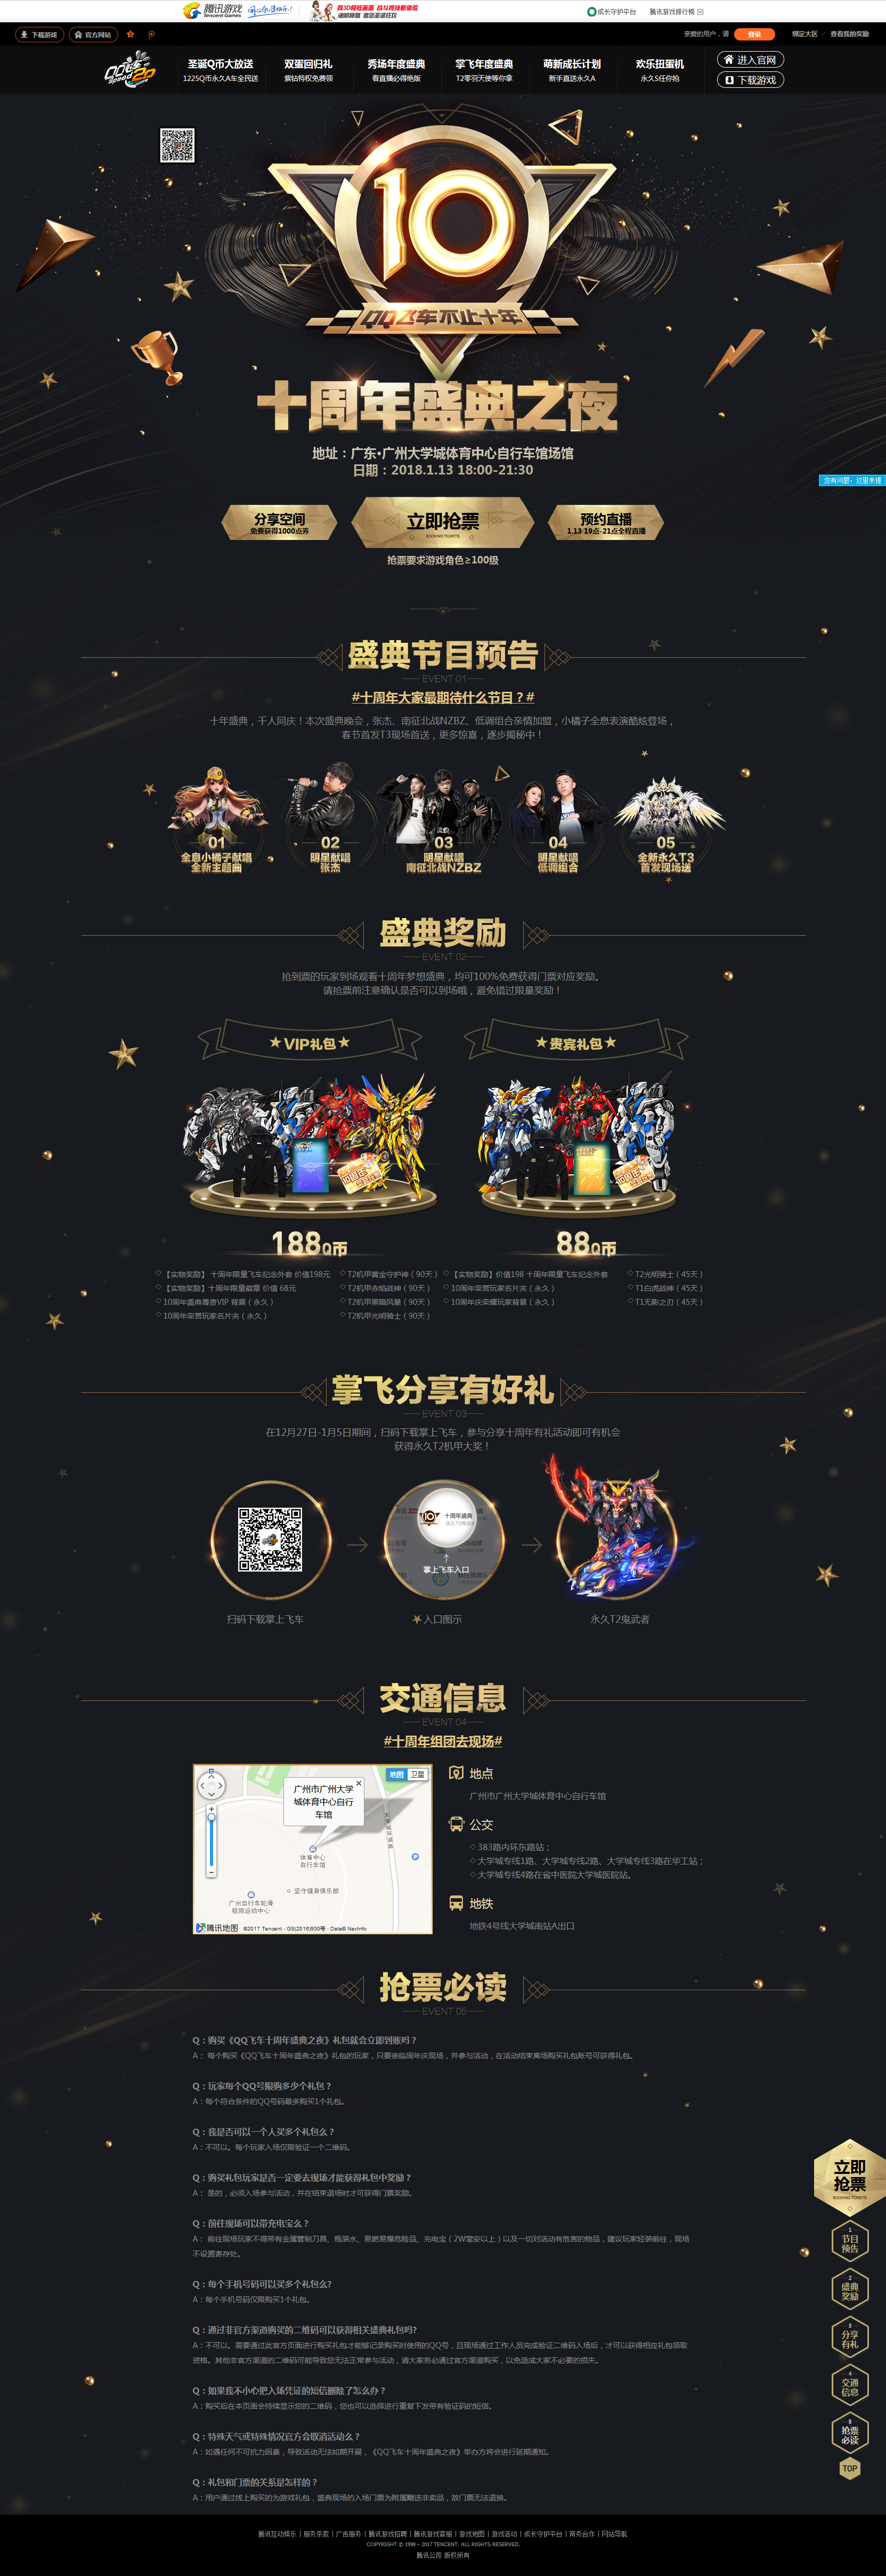 腾讯游戏
Tencent Games
用心创造快乐!
成长守护平台
腾讯游戏排行榜
下载游戏
官方网站
亲爱的用户，请
登录
绑定大区
查看我的奖励
圣诞Q币大放送
1225Q币永久A车全民送
双蛋回归礼
紫钻特权免费领
秀场年度盛典
看直播必得绝版
掌飞年度盛典
T2零羽天使等你拿
萌新成长计划
新手直送永久A
欢乐扭蛋机
永久S任你抢
进入官网
下载游戏
10
QQ飞车不止十年
十周年盛典之夜
地址：广东•广州大学城体育中心自行车馆场馆
日期：2018.1.13 18:00-21:30
您有问题，这里来提
分享空间
免费获得1000点券
立即抢票
BOOKING TICKETS
预约直播
1.13 19点-21点全程直播
抢票要求游戏角色≥100级
盛典节目预告
EVENT 01
#十周年大家最期待什么节目？#
十年盛典，千人同庆！本次盛典晚会，张杰、南征北战NZBZ、低调组合亲情加盟，小橘子全息表演酷炫登场，
春节首发T3现场首送，更多惊喜，逐步揭秘中！
01
全息小橘子献唱
全新主题曲
02
明星献唱
张杰
03
明星献唱
南征北战NZBZ
04
明星献唱
低调组合
05
全新永久T3
首发现场送
盛典奖励
EVENT 02
抢到票的玩家到场观看十周年梦想盛典，均可100%免费获得门票对应奖励。
请抢票前注意确认是否可以到场哦，避免错过限量奖励！
VIP礼包
贵宾礼包
188Q币
88Q币
【实物奖励】 十周年限量飞车纪念外套 价值198元
【实物奖励】十周年限量徽章 价值 68元
10周年盛典尊贵VIP 背景（永久）
10周年荣誉玩家名片夹（永久）
T2机甲黄金守护神（90天）
T2机甲赤焰战神（90天）
T2机甲黑暗风暴（90天）
T2机甲光明骑士（90天）
【实物奖励】价值198 十周年限量飞车纪念外套
10周年荣誉玩家名片夹（永久）
10周年庆荣耀玩家背景（永久）
T2光明骑士（45天）
T1白虎战神（45天）
T1无影之刃（45天）
掌飞分享有好礼
EVENT 03
在12月27日-1月5日期间，扫码下载掌上飞车，参与分享十周年有礼活动即可有机会
获得永久T2机甲大奖！
十周年盛典
掌上飞车入口
扫码下载掌上飞车
入口图示
永久T2鬼武者
交通信息
EVENT 04
#十周年组团去现场#
广州市广州大学
城体育中心自行
车馆
地图
卫星
体育中心
自行车馆
坚守健身俱乐部
广州自行车轮滑
极限运动中心
腾讯地图
©2017 Tencent - GS(2016)930号 - Data© NavInfo
地点
广州市广州大学城体育中心自行车馆
公交
383路内环东路站；
大学城专线1路、大学城专线2路、大学城专线3路在华工站；
大学城专线4路在省中医院大学城医院站。
地铁
地铁4号线大学城南站A出口
抢票必读
EVENT 05
Q：购买《QQ飞车十周年盛典之夜》礼包就会立即到账吗？
A： 每个购买《QQ飞车十周年盛典之夜》礼包的玩家，只要亲临周年庆现场，并参与活动，在活动结束离场购买礼包账号可获得礼包。
Q：玩家每个QQ号限购多少个礼包？
A：每个符合条件的QQ号码最多购买1个礼包。
Q：我是否可以一个人买多个礼包么？
A：不可以。每个玩家入场仅限验证一个二维码。
Q：购买礼包玩家是否一定要去现场才能获得礼包中奖励？
A： 是的，必须入场参与活动，并在结束退场时才可获得门票奖励。
Q：前往现场可以带充电宝么？
A： 前往现场玩家不得带有金属管制刀具、瓶装水、易燃易爆危险品、充电宝（2W毫安以上）以及一切对活动有危害的物品，建议玩家轻装前往，现场
不设置寄存处。
Q：每个手机号码可以买多个礼包么?
A：每个手机号码仅限购买1个礼包。
Q：通过非官方渠道购买的二维码可以获得相关盛典礼包吗?
A：不可以。需要通过此官方页面进行购买礼包才能够记录购买时使用的QQ号，且现场通过工作人员完成验证二维码入场后，才可以获得相应礼包领取
资格。其他非官方渠道的二维码可能导致您无法正常参与活动，请大家务必通过官方渠道购买，以免造成大家不必要的损失。
Q：如果我不小心把入场凭证的短信删除了怎么办？
A：购买后在本页面会持续显示您的二维码，您也可以选择进行重复下发带有验证码的短信。
Q：特殊天气或特殊情况官方会取消活动么？
A：如遇任何不可抗力因素，导致活动无法如期开展，《QQ飞车十周年盛典之夜》举办方将会进行延期通知。
Q：礼包和门票的关系是怎样的？
A：用户通过线上购买的为游戏礼包，盛典现场的入场门票为附属赠送非卖品，故门票无法退换。
立即
抢票
BOOKING TICKETS
1
节目
预告
2
盛典
奖励
3
分享
有礼
4
交通
信息
5
抢票
必读
TOP
腾讯互动娱乐 | 服务条款 | 广告服务 | 腾讯游戏招聘 | 腾讯游戏客服 | 游戏地图 | 游戏活动 | 成长守护平台 | 商务合作 | 网站导航
COPYRIGHT © 1998 – 2017 TENCENT. ALL RIGHTS RESERVED.
腾讯公司 版权所有